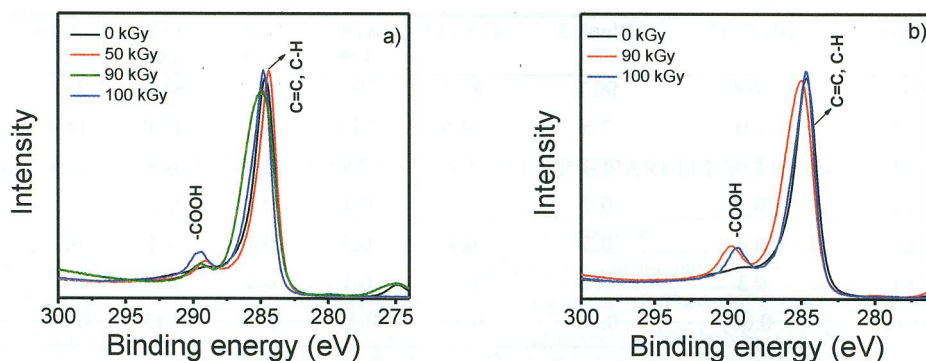 0 kGy
50 kGy
90 kGy
100 kGy
a)
C=C, C-H
-COOH
Intensity
300 295 290 285 280 275
Binding energy (eV)
0 kGy
90 kGy
100 kGy
b)
C=C, C-H
-COOH
Intensity
300 295 290 285 280
Binding energy (eV)